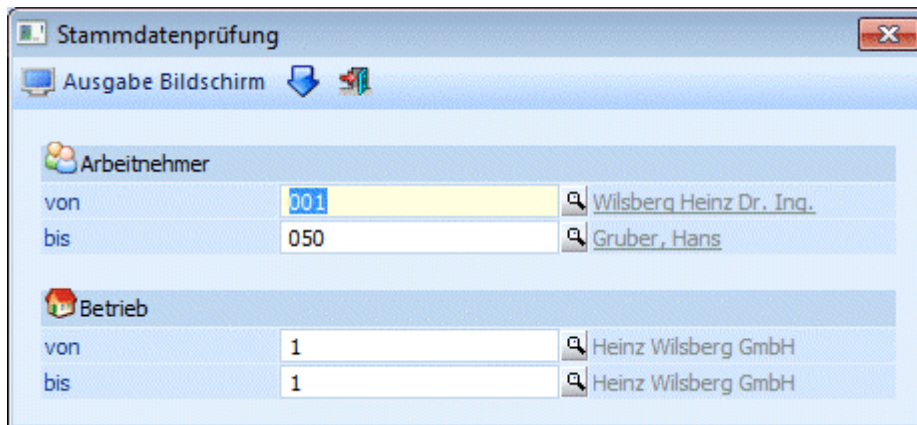 Stammdatenprüfung
Ausgabe Bildschirm
Arbeitnehmer
von 001 Wilsberg Heinz Dr. Ing.
bis 050 Gruber, Hans
Betrieb
von 1 Heinz Wilsberg GmbH
bis 1 Heinz Wilsberg GmbH